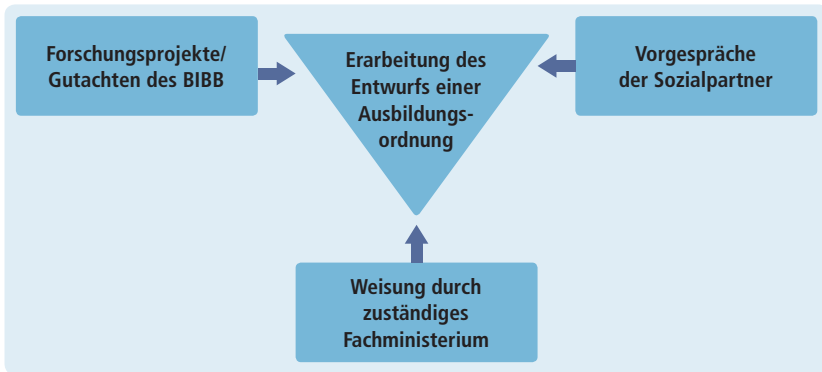 Forschungsprojekte/
Gutachten des BIBB
Erarbeitung des
Entwurfs einer
Ausbildungs-
ordnung
Vorgespräche
der Sozialpartner
Weisung durch
zuständiges
Fachministerium